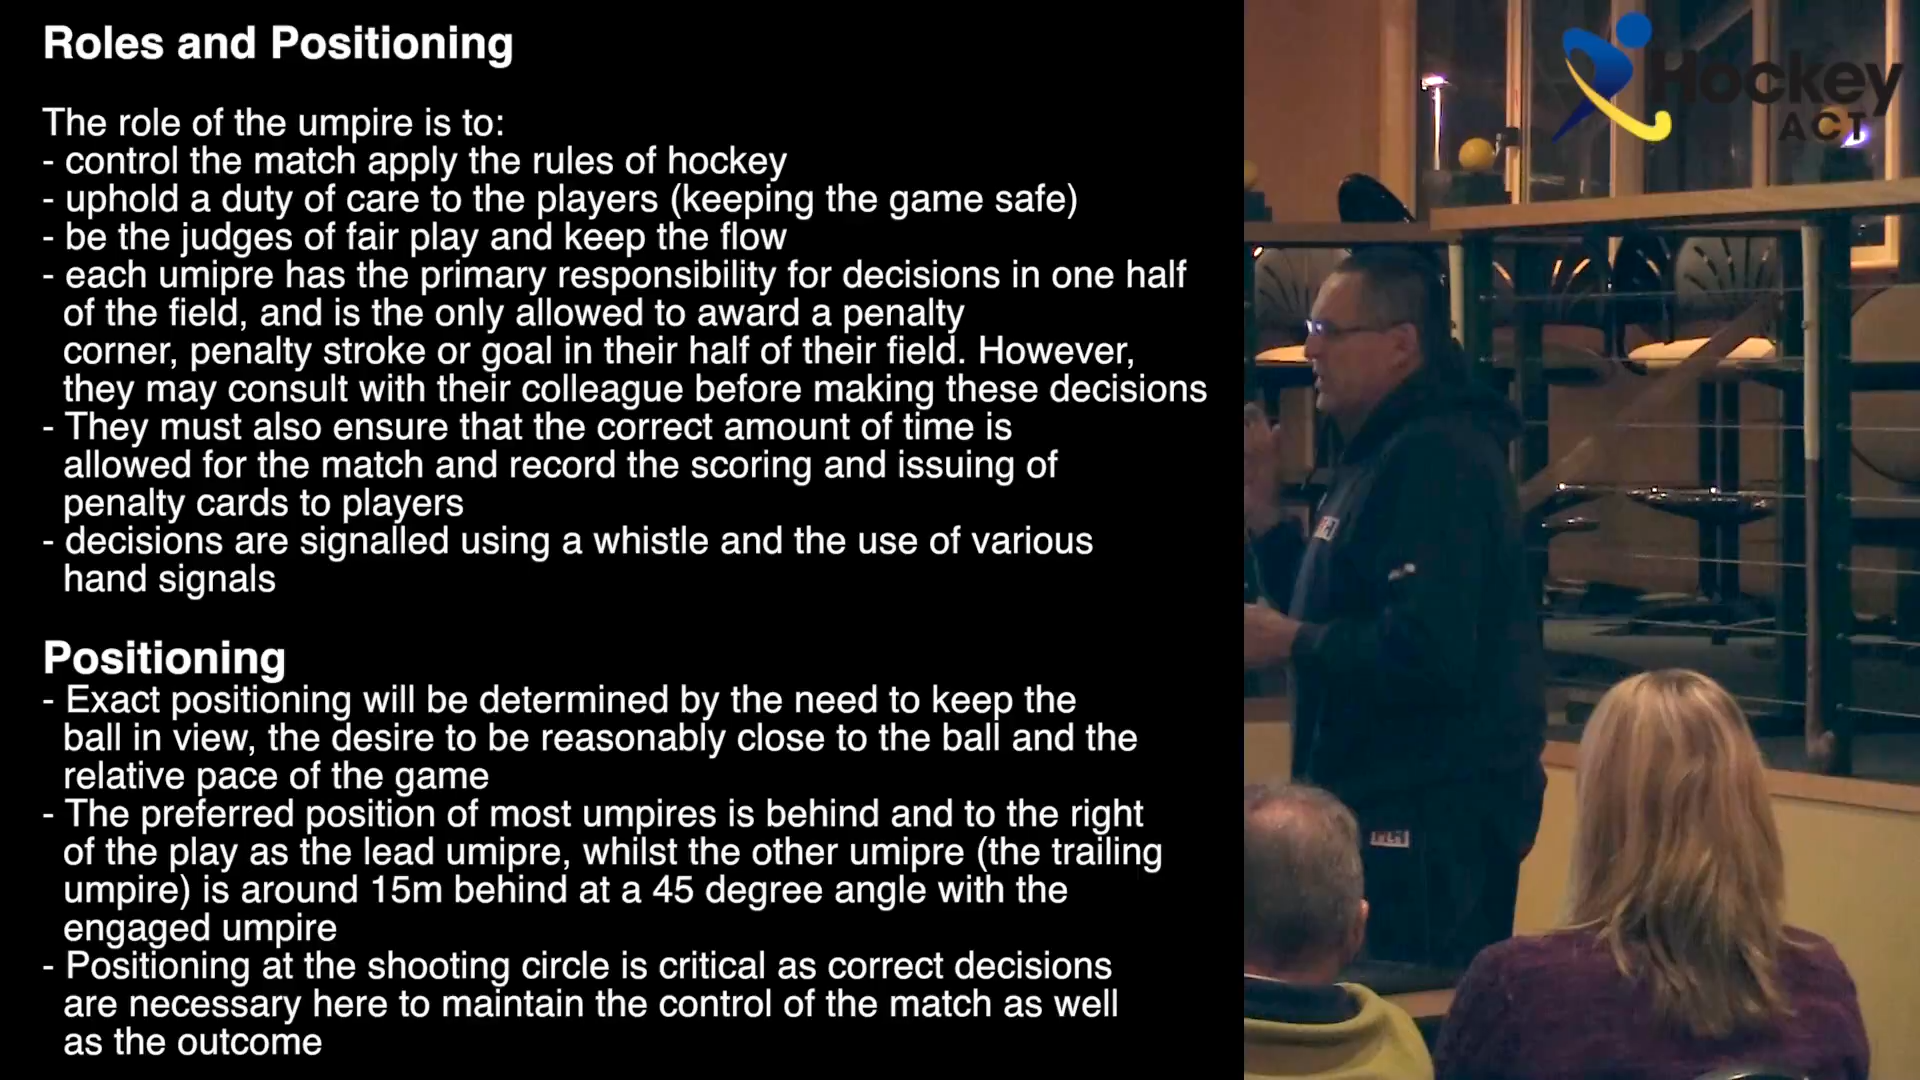 Roles and Positioning
The role of the umpire is to:
- control the match apply the rules of hockey
- uphold a duty of care to the players (keeping the game safe)
- be the judges of fair play and keep the flow
- each umipre has the primary responsibility for decisions in one half
of the field, and is the only allowed to award a penalty
corner, penalty stroke or goal in their half of their field. However,
they may consult with their colleague before making these decisions
- They must also ensure that the correct amount of time is
allowed for the match and record the scoring and issuing of
penalty cards to players
- decisions are signalled using a whistle and the use of various
hand signals
Positioning
- Exact positioning will be determined by the need to keep the
ball in view, the desire to be reasonably close to the ball and the
relative pace of the game
- The preferred position of most umpires is behind and to the right
of the play as the lead umipre, whilst the other umipre (the trailing
umpire) is around 15m behind at a 45 degree angle with the
engaged umpire
- Positioning at the shooting circle is critical as correct decisions
are necessary here to maintain the control of the match as well
as the outcome
Hockey
ACT